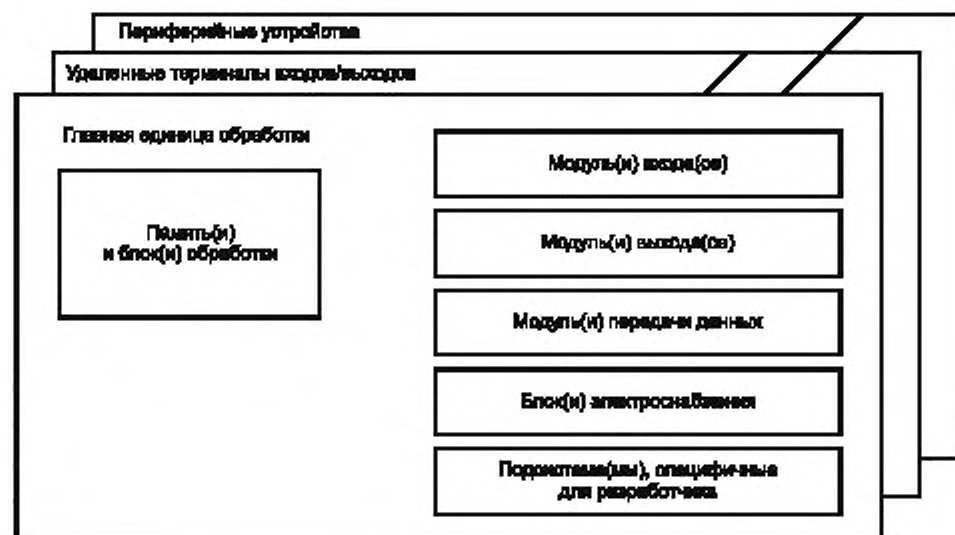 Периферийные устройства
Удаленные терминалы входов/выходов
Главная единица обработки
Память(и)
и блок(и) обработки
Модуль(и) входа(ов)
Модуль(и) выхода(ов)
Модуль(и) передачи данных
Блок(и) электроснабжения
Подсистема(мы), специфичные
для разработчика